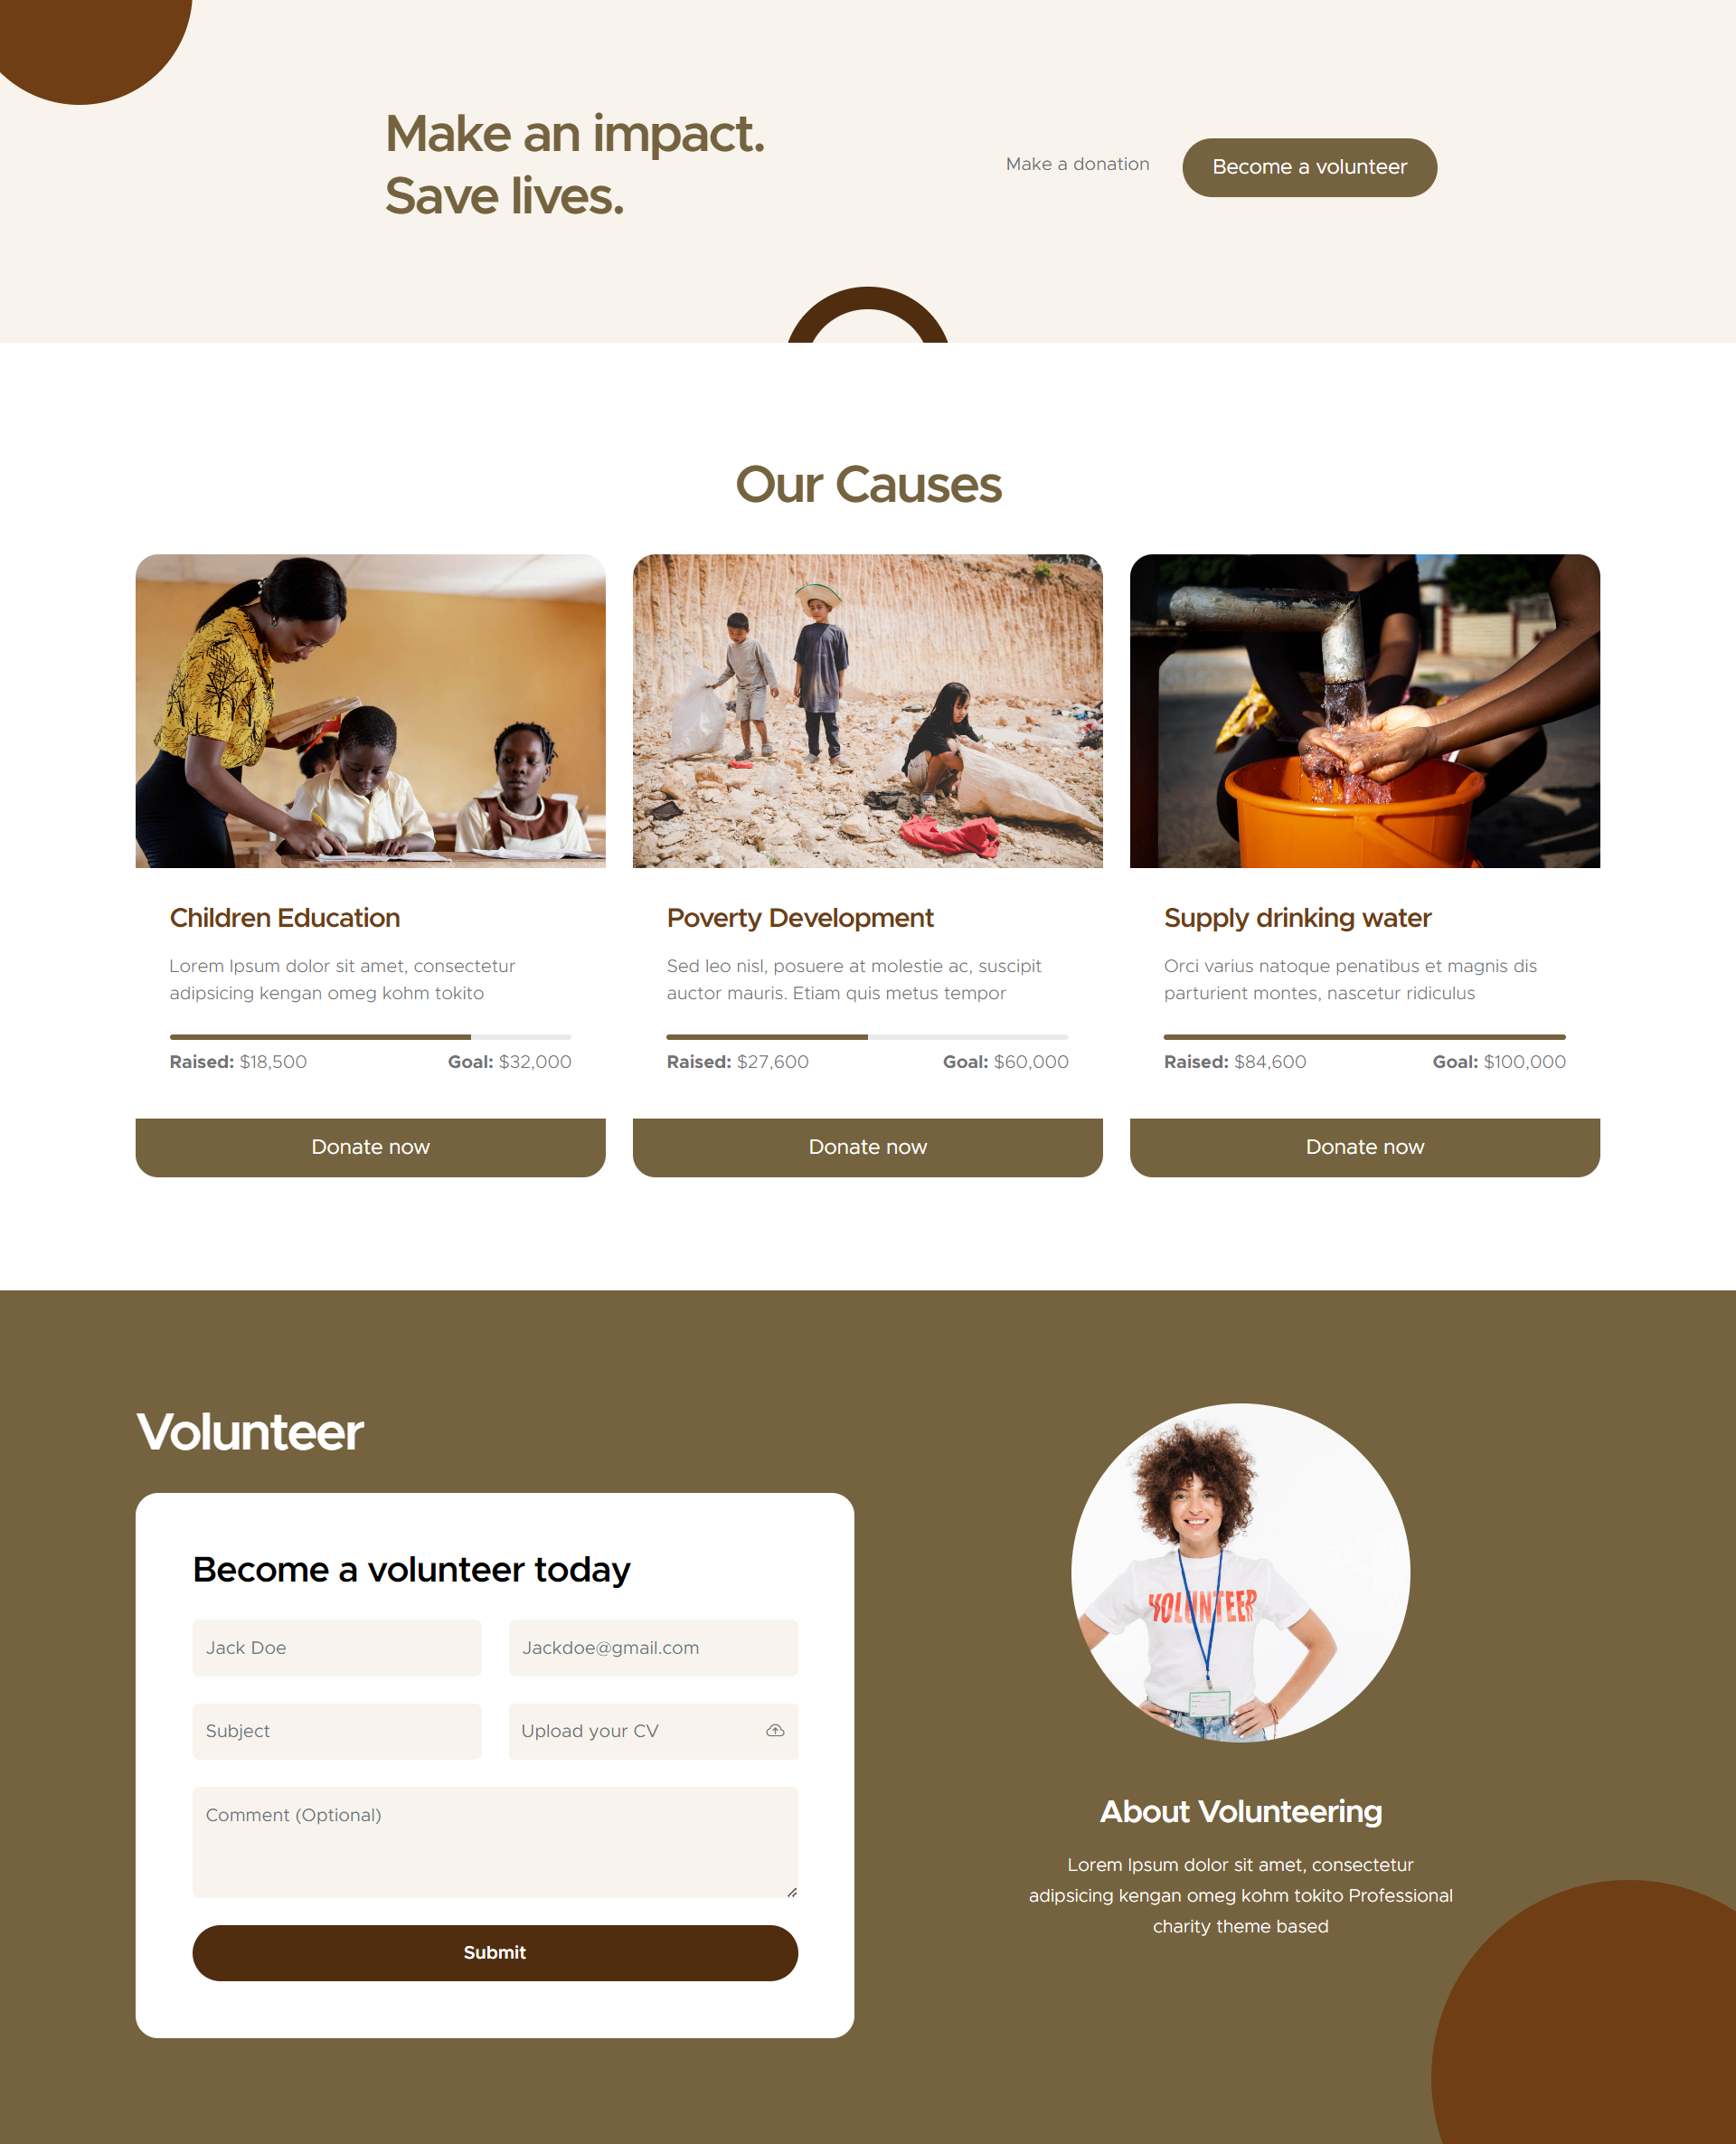 Make an impact.
Save lives.
Make a donation
Become a volunteer
Our Causes
Children Education
Lorem Ipsum dolor sit amet, consectetur
adipsicing kengan omeg kohm tokito
Raised: $18,500 Goal: $32,000
Donate now
Poverty Development
Sed leo nisl, posuere at molestie ac, suscipit
auctor mauris. Etiam quis metus tempor
Raised: $27,600 Goal: $60,000
Donate now
Supply drinking water
Orci varius natoque penatibus et magnis dis
parturient montes, nascetur ridiculus
Raised: $84,600 Goal: $100,000
Donate now
Volunteer
Become a volunteer today
Jack Doe
Jackdoe@gmail.com
Subject
Upload your CV
Comment (Optional)
Submit
VOLUNTEER
About Volunteering
Lorem Ipsum dolor sit amet, consectetur
adipsicing kengan omeg kohm tokito Professional
charity theme based